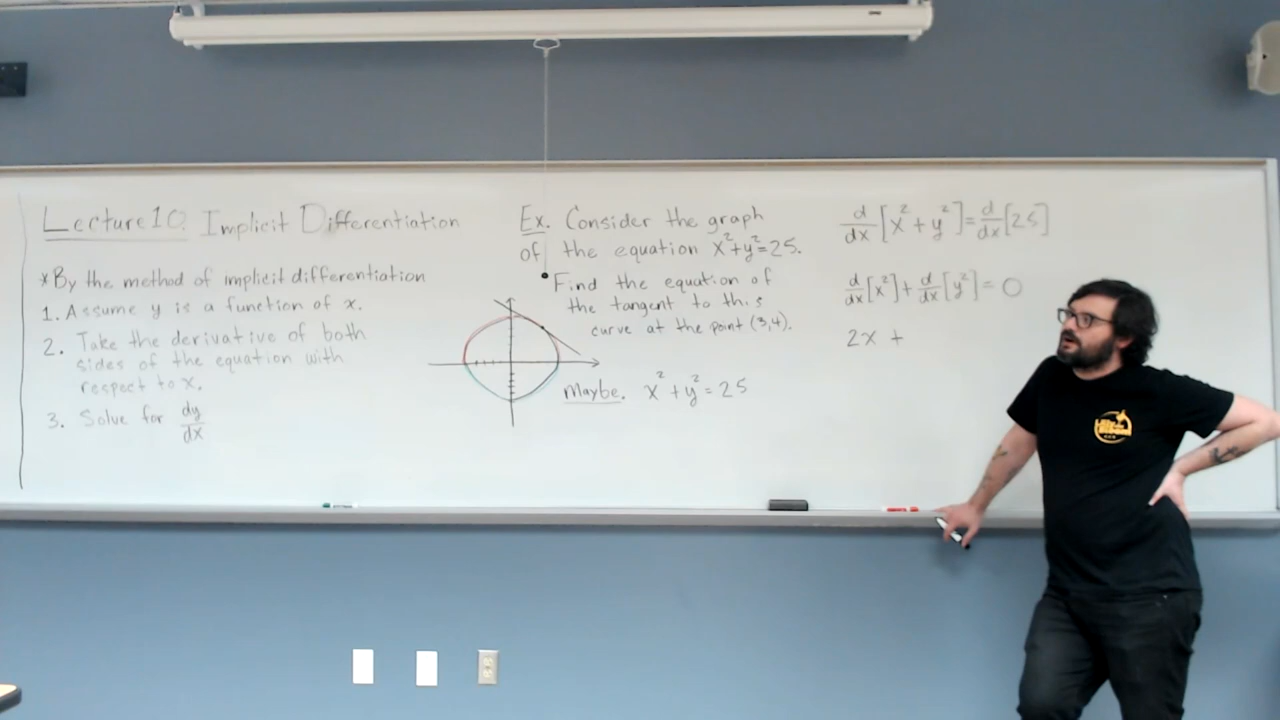 Lecture 10: Implicit Differentiation
*By the method of implicit differentiation
1. Assume y is a function of x.
2. Take the derivative of both
sides of the equation with
respect to x.
3. Solve for dy/dx
Ex. Consider the graph
of the equation x²+y²=25.
Find the equation of
the tangent to this
curve at the point (3,4).
Maybe. x²+y²=25
d/dx[x²+y²]=d/dx[25]
d/dx[x²]+d/dx[y²]=0
2x +